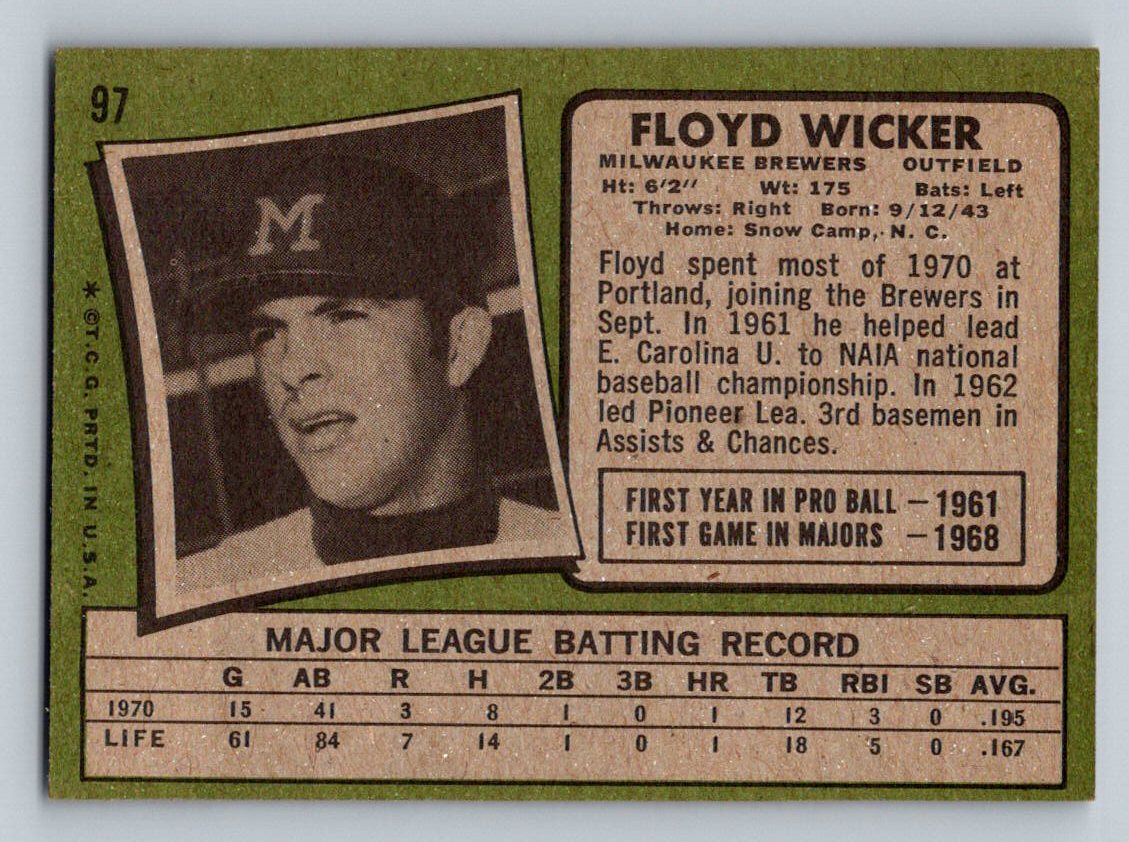 97
M
* ©T.C.G. PRTD. IN U.S.A.
FLOYD WICKER
MILWAUKEE BREWERS OUTFIELD
Ht: 6'2" Wt: 175 Bats: Left
Throws: Right Born: 9/12/43
Home: Snow Camp, N. C.
Floyd spent most of 1970 at
Portland, joining the Brewers in
Sept. In 1961 he helped lead
E. Carolina U. to NAIA national
baseball championship. In 1962
led Pioneer Lea. 3rd basemen in
Assists & Chances.
FIRST YEAR IN PRO BALL — 1961
FIRST GAME IN MAJORS — 1968
MAJOR LEAGUE BATTING RECORD
G AB R H 2B 3B HR TB RBI SB AVG.
1970 15 41 3 8 1 0 1 12 3 0 .195
LIFE 61 84 7 14 1 0 1 18 5 0 .167